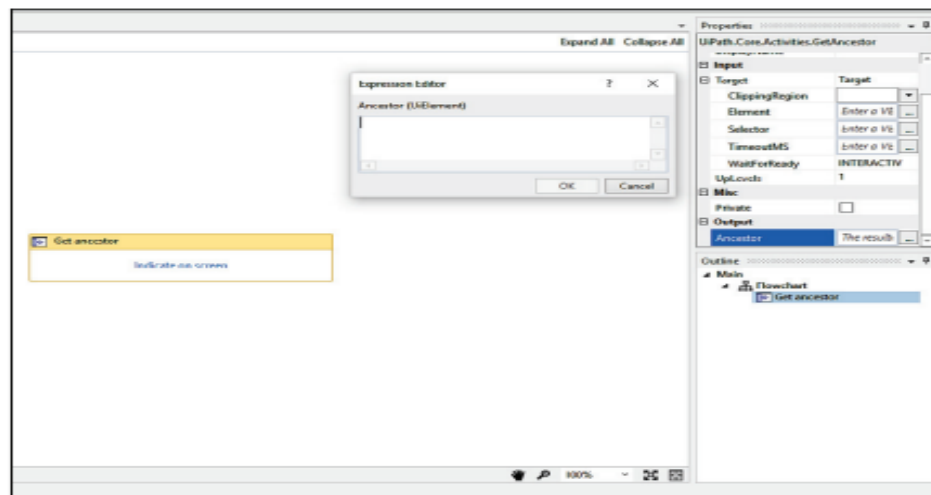 Properties
Expand All Collapse All
UiPath.Core.Activities.GetAncestor
DisplayName
Input
Target Target
ClippingRegion
Element Enter a VB ...
Selector Enter a VB ...
TimeoutMS Enter a VB ...
WaitForReady INTERACTIV
UpLevels 1
Misc
Private
Output
Ancestor The result ...
Expression Editor ? ×
Ancestor (UiElement)
OK Cancel
Get ancestor
Indicate on screen
Outline
Main
Flowchart
Get ancestor
100%